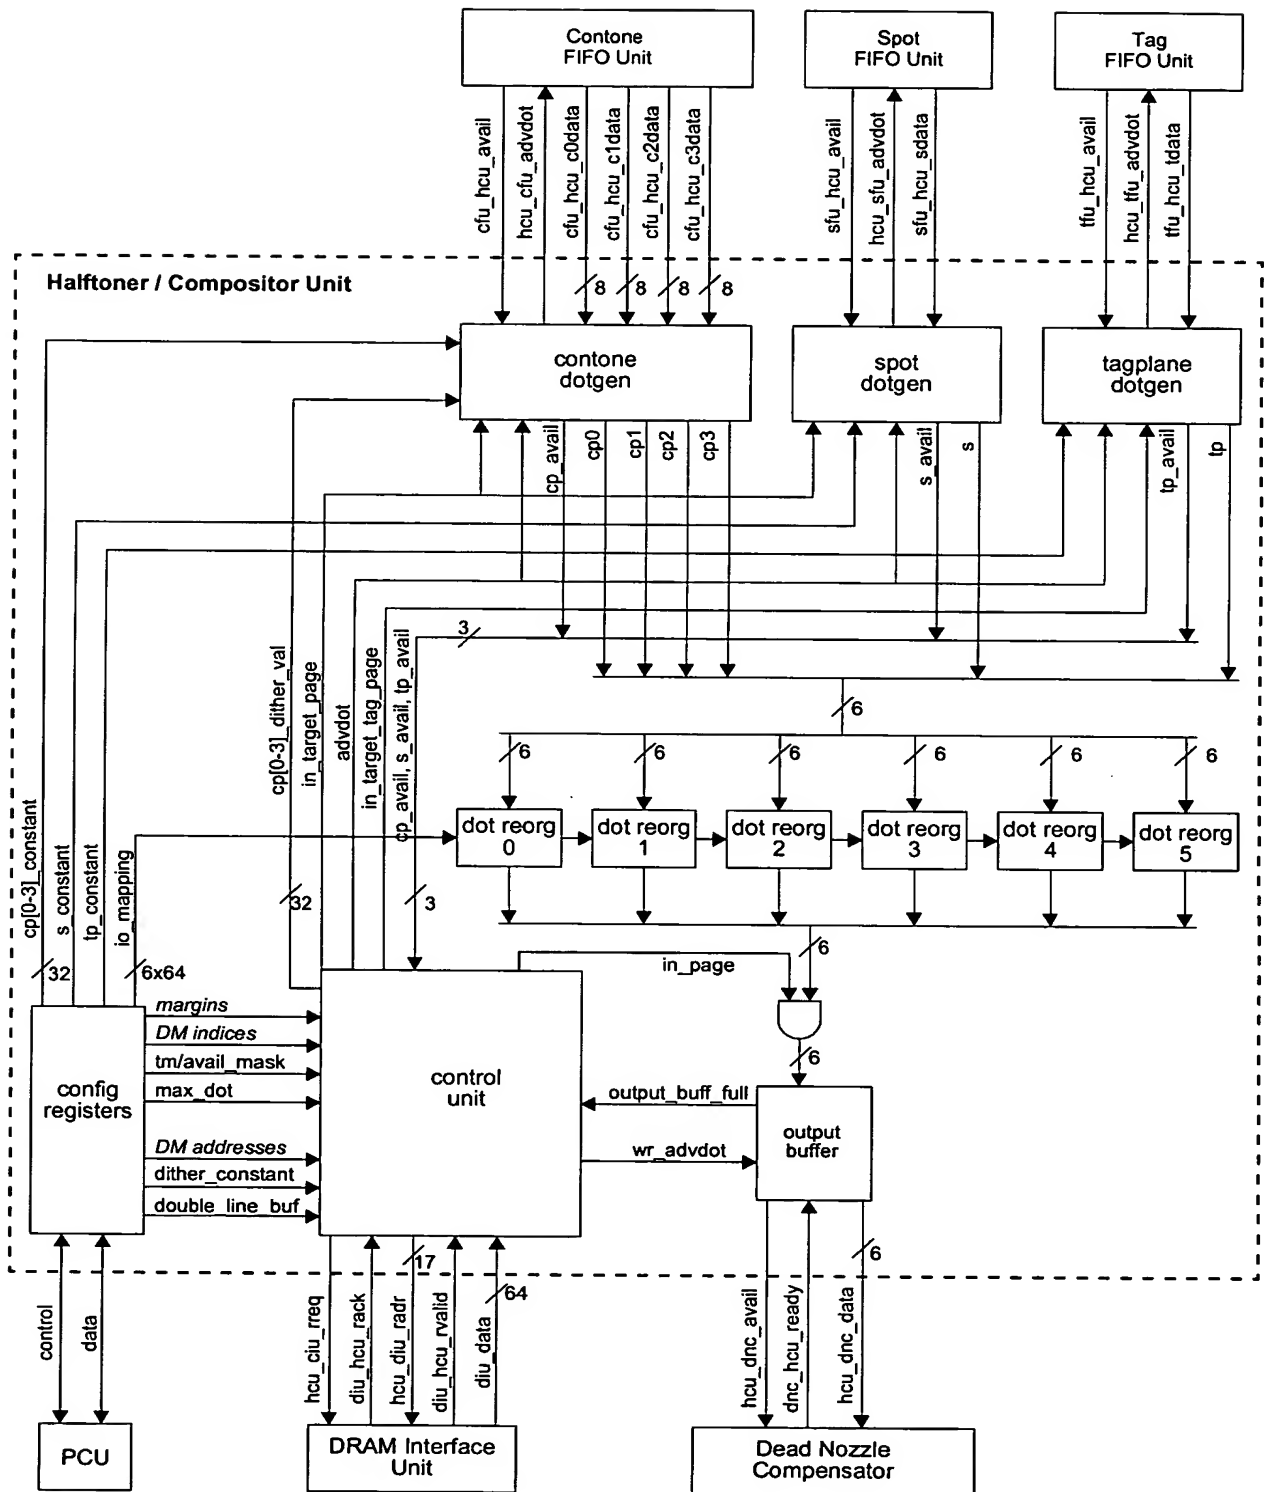 Contone
FIFO Unit
Spot
FIFO Unit
Tag
FIFO Unit
cfu_hcu_avail
hcu_cfu_advdot
cfu_hcu_c0data
cfu_hcu_c1data
cfu_hcu_c2data
cfu_hcu_c3data
sfu_hcu_avail
hcu_sfu_advdot
sfu_hcu_sdata
tfu_hcu_avail
hcu_tfu_advdot
tfu_hcu_tdata
Halftoner / Compositor Unit
8
8
8
8
contone
dotgen
spot
dotgen
tagplane
dotgen
cp_avail
cp0
cp1
cp2
cp3
s_avail
s
tp_avail
tp
3
cp[0-3]_dither_val
in_target_page
advdot
in_target_tag_page
cp_avail, s_avail, tp_avail
6
6
6
6
6
6
6
dot reorg
0
dot reorg
1
dot reorg
2
dot reorg
3
dot reorg
4
dot reorg
5
cp[0-3]_constant
s_constant
tp_constant
io_mapping
32
3
32
6x64
6
in_page
margins
DM indices
tm/avail_mask
max_dot
DM addresses
dither_constant
double_line_buf
config
registers
control
unit
6
output_buff_full
wr_advdot
output
buffer
17
64
6
control
data
hcu_ciu_rreq
diu_hcu_rack
hcu_diu_radr
diu_hcu_rvalid
diu_data
hcu_dnc_avail
dnc_hcu_ready
hcu_dnc_data
PCU
DRAM Interface
Unit
Dead Nozzle
Compensator